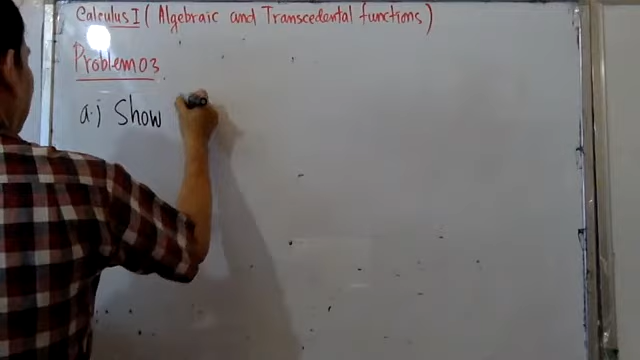 Calculus I ( Algebraic and Transcedental functions )
Problem 03
a.) Show